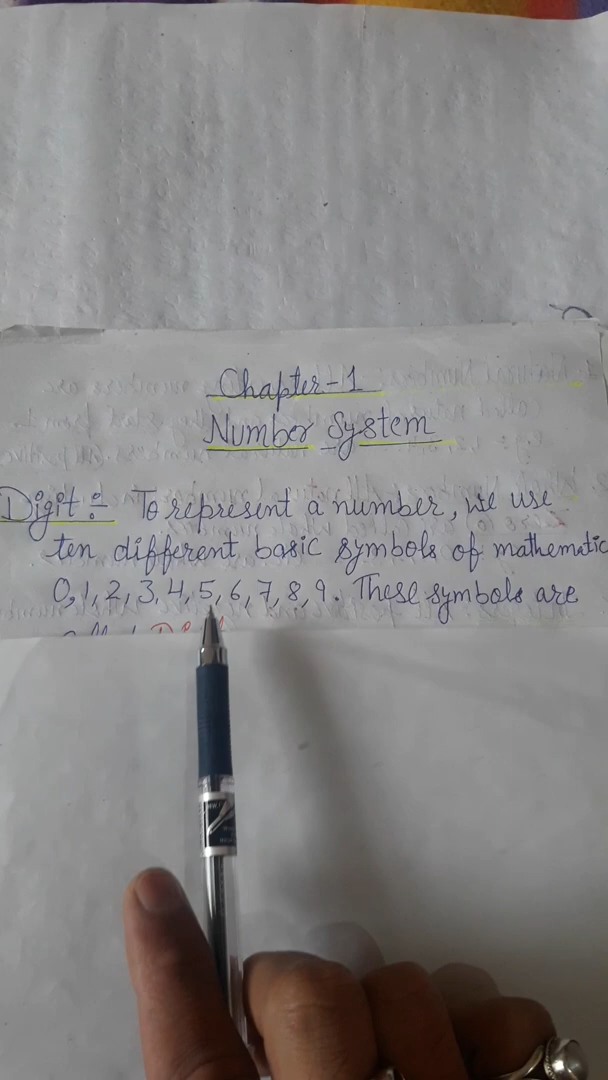 Chapter-1
Number System
Digit :- To represent a number, we use
ten different basic symbols of mathematic
0,1,2,3,4,5,6,7,8,9. These symbols are